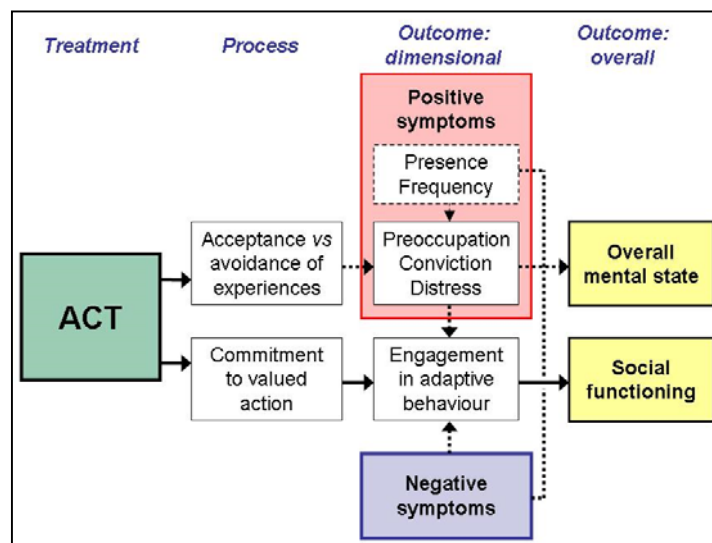 Treatment
Process
Outcome:
dimensional
Outcome:
overall
Positive
symptoms
Presence
Frequency
Acceptance vs
avoidance of
experiences
Preoccupation
Conviction
Distress
Overall
mental state
ACT
Commitment
to valued
action
Engagement
in adaptive
behaviour
Social
functioning
Negative
symptoms